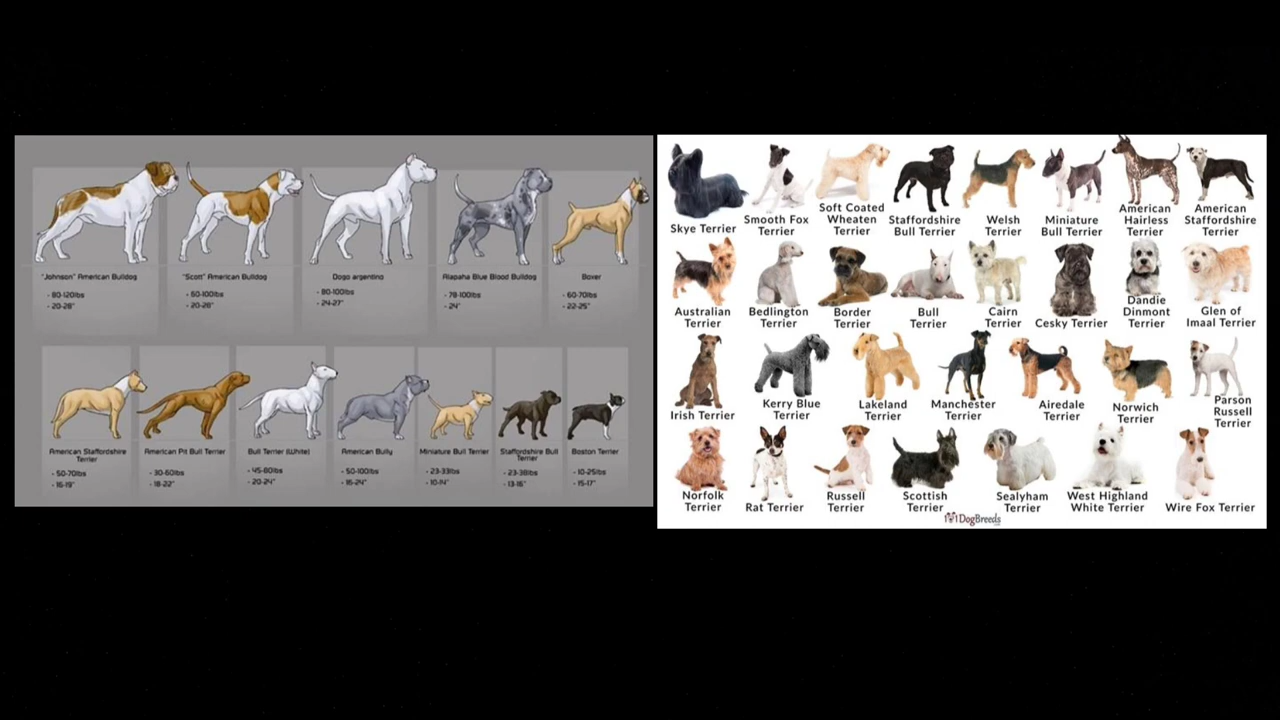 "Johnson" American Bulldog
- 80-120lbs
- 20-28"
"Scott" American Bulldog
- 60-100lbs
- 20-28"
Dogo argentino
- 80-100lbs
- 24-27"
Alapaha Blue Blood Bulldog
- 78-100lbs
- 24"
Boxer
- 60-70lbs
- 22-25"
American Staffordshire
Terrier
- 50-70lbs
- 16-19"
American Pit Bull Terrier
- 30-60lbs
- 18-22"
Bull Terrier (White)
- 45-80lbs
- 20-24"
American Bully
- 50-100lbs
- 16-24"
Miniature Bull Terrier
- 23-33lbs
- 10-14"
Staffordshire Bull
Terrier
- 23-38lbs
- 13-16"
Boston Terrier
- 10-25lbs
- 15-17"
Skye Terrier
Smooth Fox
Terrier
Soft Coated
Wheaten
Terrier
Staffordshire
Bull Terrier
Welsh
Terrier
Miniature
Bull Terrier
American
Hairless
Terrier
American
Staffordshire
Terrier
Australian
Terrier
Bedlington
Terrier
Border
Terrier
Bull
Terrier
Cairn
Terrier
Cesky Terrier
Dandie
Dinmont
Terrier
Glen of
Imaal Terrier
Irish Terrier
Kerry Blue
Terrier
Lakeland
Terrier
Manchester
Terrier
Airedale
Terrier
Norwich
Terrier
Parson
Russell
Terrier
Norfolk
Terrier
Rat Terrier
Russell
Terrier
Scottish
Terrier
Sealyham
Terrier
West Highland
White Terrier
Wire Fox Terrier
101DogBreeds